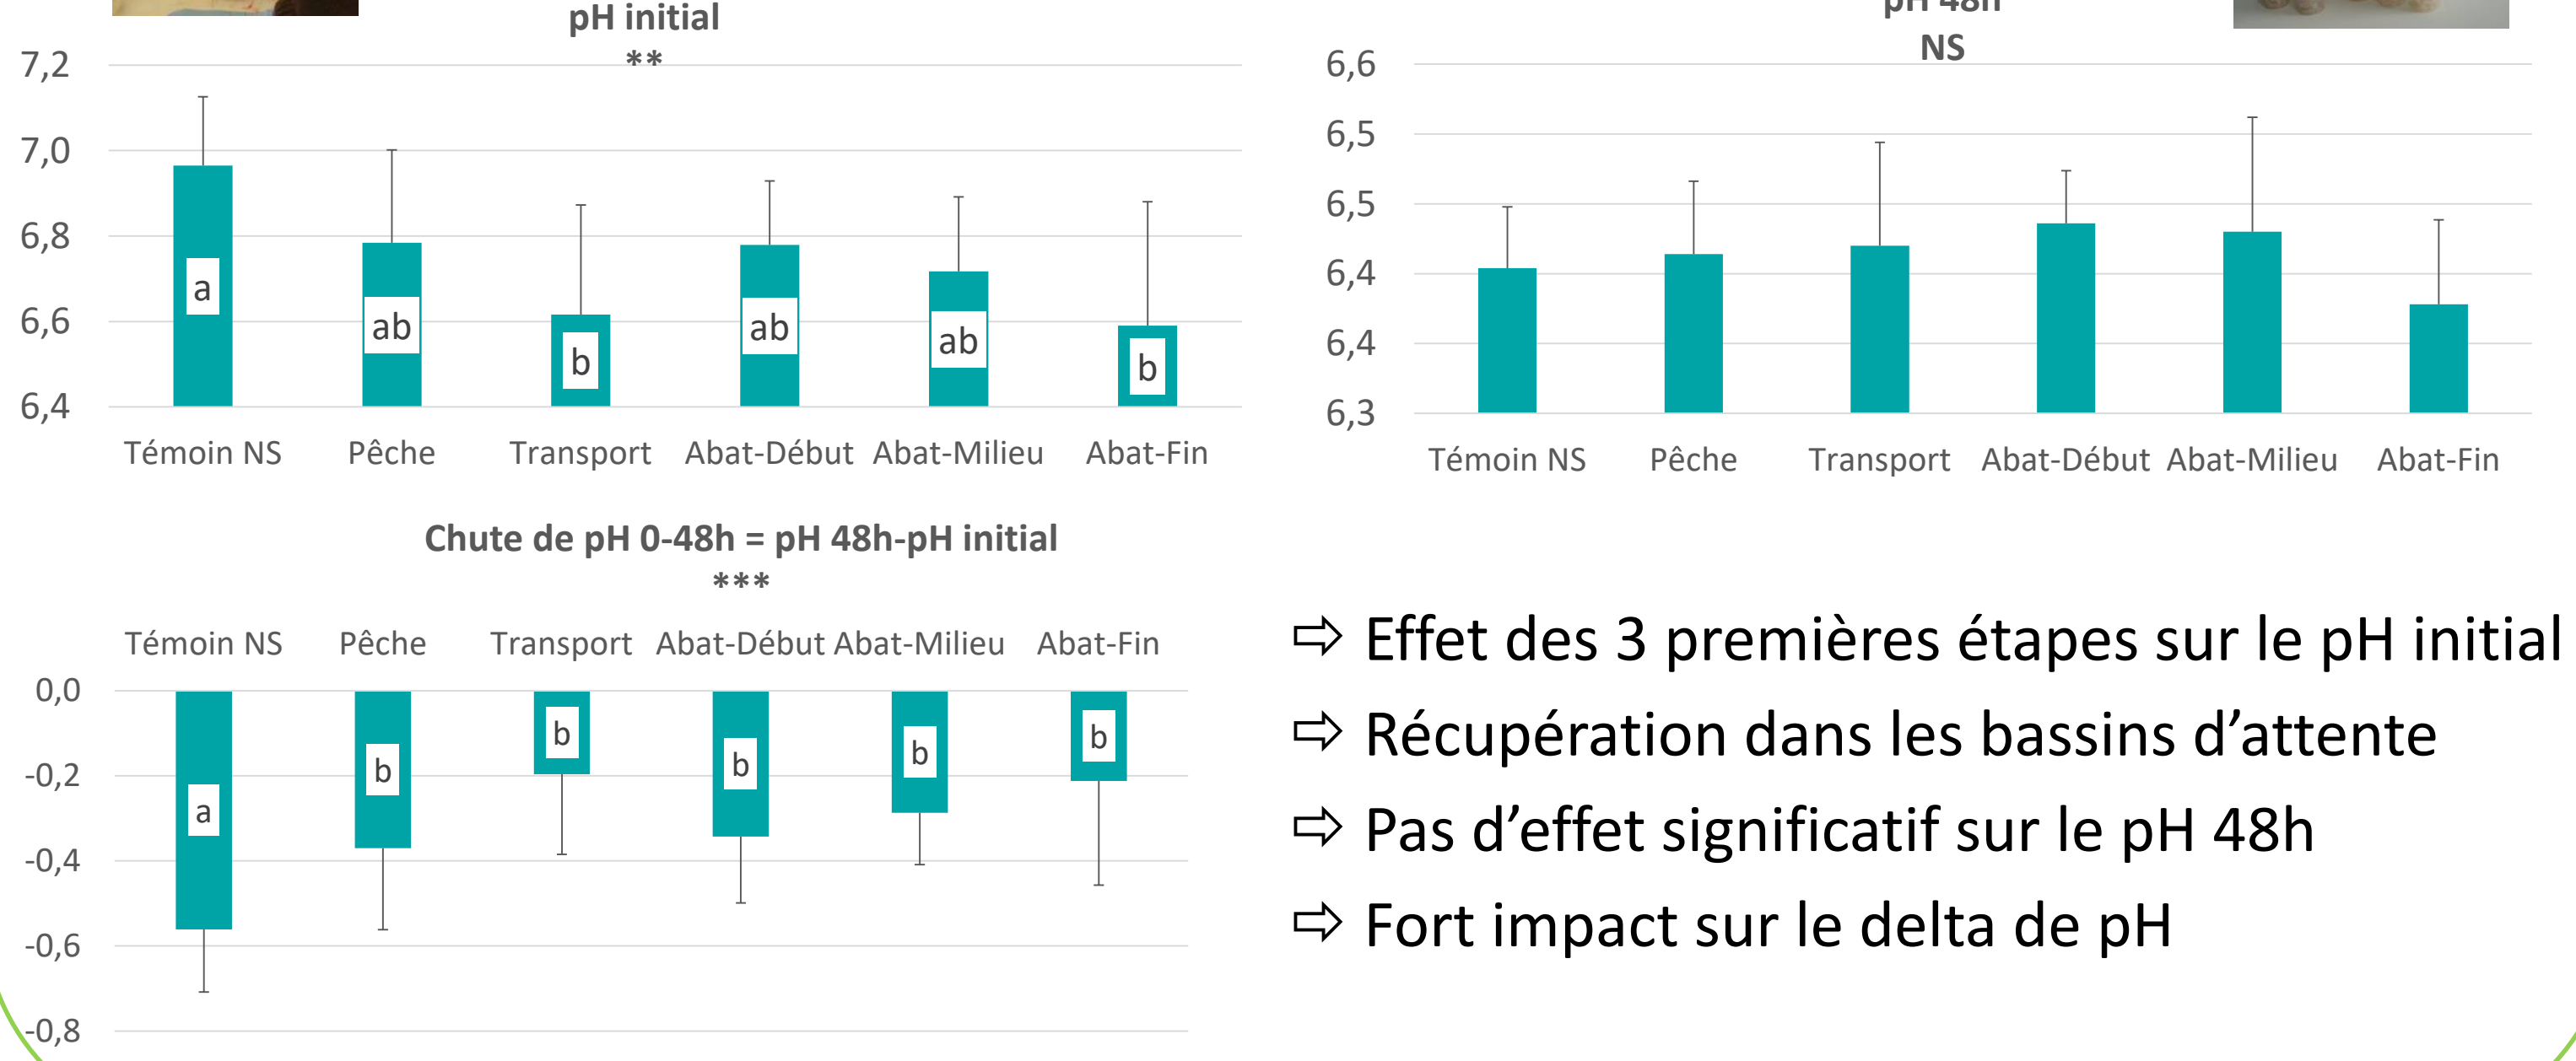 pH initial
**
7,2
7,0
6,8
6,6
6,4
a
ab
b
ab
ab
b
Témoin NS Pêche Transport Abat-Début Abat-Milieu Abat-Fin
pH 48h
NS
6,6
6,5
6,5
6,4
6,4
6,3
Témoin NS Pêche Transport Abat-Début Abat-Milieu Abat-Fin
Chute de pH 0-48h = pH 48h-pH initial
***
Témoin NS Pêche Transport Abat-Début Abat-Milieu Abat-Fin
0,0
-0,2
-0,4
-0,6
-0,8
a
b
b
b
b
b
⇨ Effet des 3 premières étapes sur le pH initial
⇨ Récupération dans les bassins d’attente
⇨ Pas d’effet significatif sur le pH 48h
⇨ Fort impact sur le delta de pH